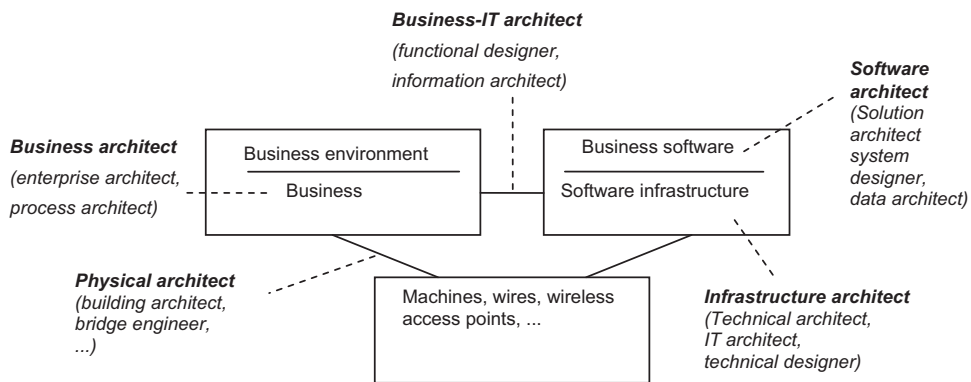 Business-IT architect
(functional designer,
information architect)
Software
architect
(Solution
architect
system
designer,
data architect)
Business architect
(enterprise architect,
process architect)
Business environment
Business
Business software
Software infrastructure
Physical architect
(building architect,
bridge engineer,
...)
Machines, wires, wireless
access points, ...
Infrastructure architect
(Technical architect,
IT architect,
technical designer)